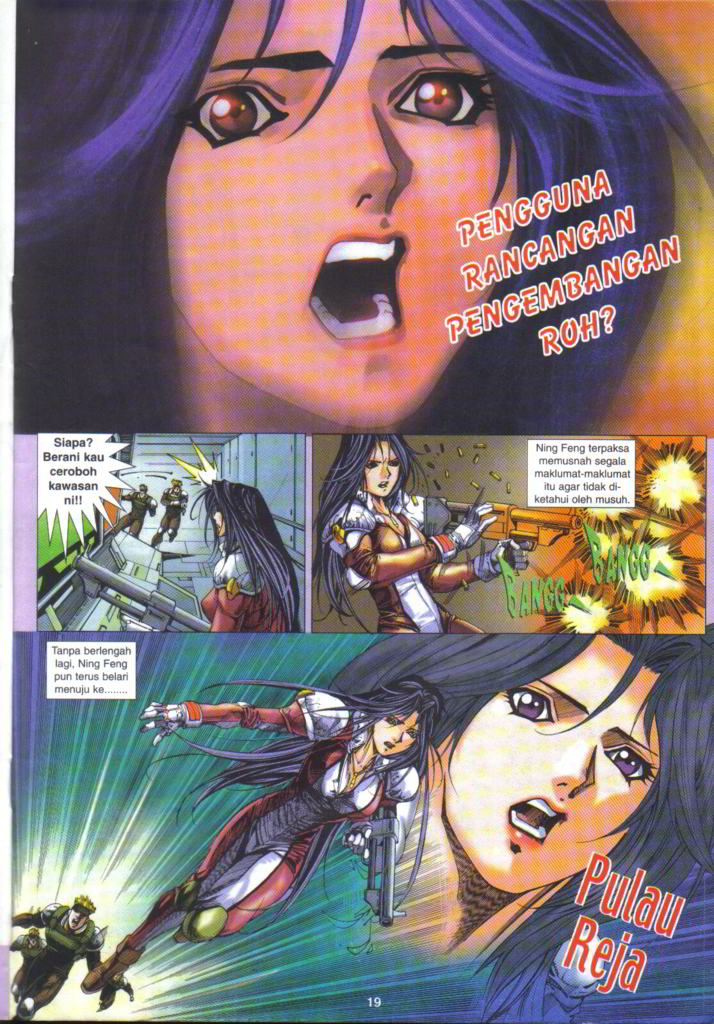 PENGGUNA
RANCANGAN
PENGEMBANGAN
ROH?
Siapa?
Berani kau
ceroboh
kawasan
ni!!
Ning Feng terpaksa
memusnah segala
maklumat-maklumat
itu agar tidak di-
ketahui oleh musuh.
BANGG
BANGG
Tanpa berlengah
lagi, Ning Feng
pun terus belari
menuju ke........
Pulau
Reja
19